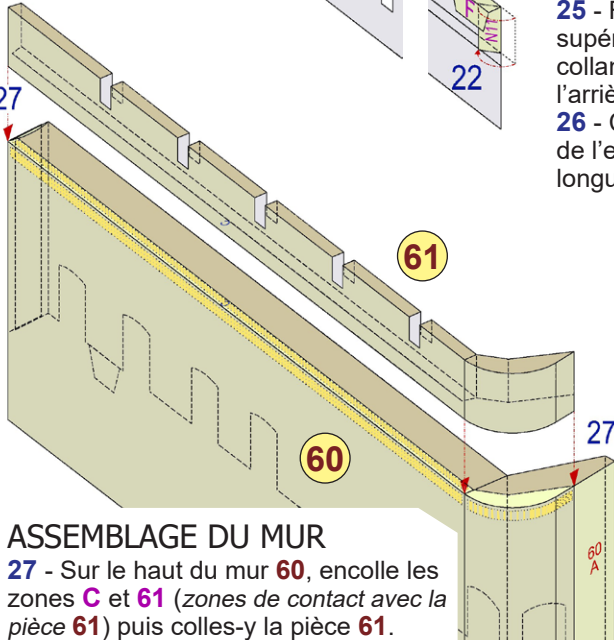 F
N11
22
25 -
supér
collar
l'arriè
26 -
de l'e
longu
27
61
27
60
60
A
ASSEMBLAGE DU MUR
27 - Sur le haut du mur 60, encolle les
zones C et 61 (zones de contact avec la
pièce 61) puis colles-y la pièce 61.